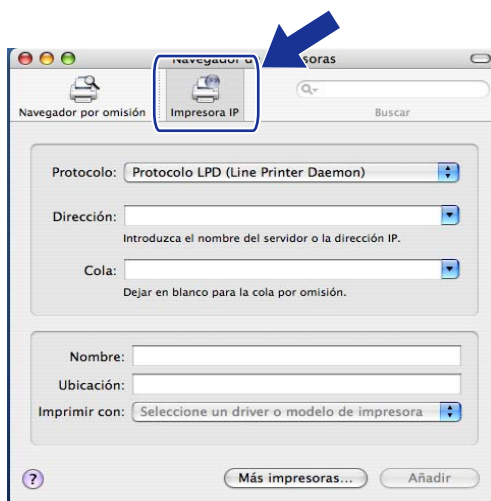 Navegador d soras
Navegador por omisión
Impresora IP
Buscar
Protocolo: Protocolo LPD (Line Printer Daemon)
Dirección:
Introduzca el nombre del servidor o la dirección IP.
Cola:
Dejar en blanco para la cola por omisión.
Nombre:
Ubicación:
Imprimir con: Seleccione un driver o modelo de impresora
? Más impresoras... Añadir